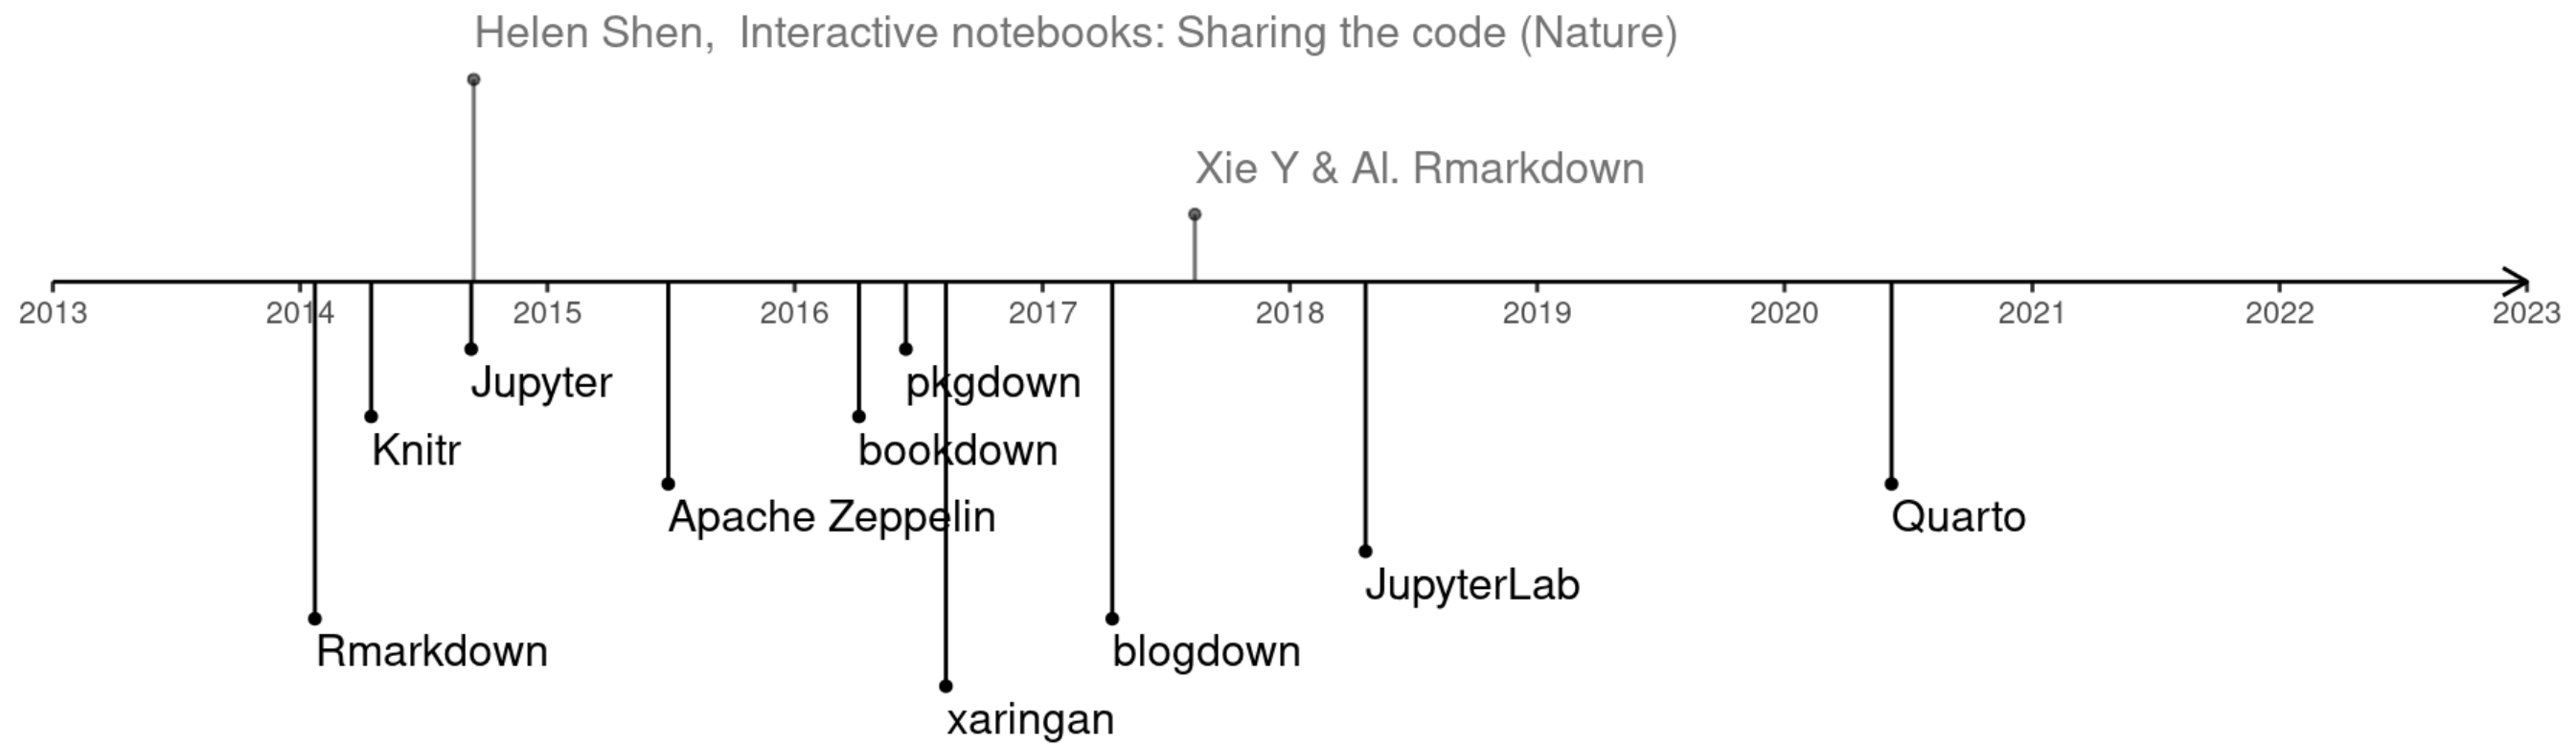 Helen Shen,  Interactive notebooks: Sharing the code (Nature)
Xie Y & Al. Rmarkdown
2013 2014 2015 2016 2017 2018 2019 2020 2021 2022 2023
Jupyter pkgdown
Knitr bookdown
Apache Zeppelin Quarto
JupyterLab
Rmarkdown blogdown
xaringan